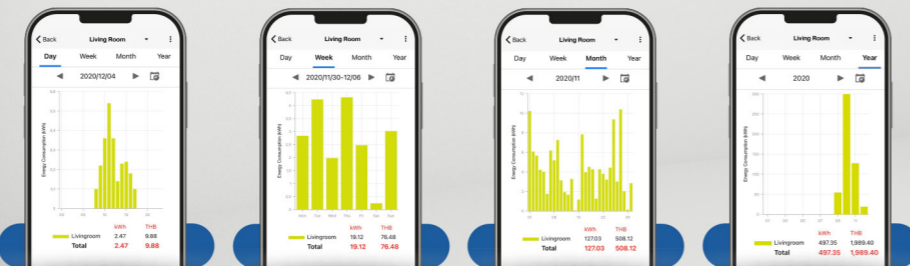 Back Living Room
Day Week Month Year
2020/12/04
Energy Consumption (kWh)
kWh THB
Livingroom 2.47 9.88
Total 2.47 9.88
Back Living Room
Day Week Month Year
2020/11/30-12/06
Energy Consumption (kWh)
Mon Tue Wed Thu Fri Sat Sun
kWh THB
Livingroom 19.12 76.48
Total 19.12 76.48
Back Living Room
Day Week Month Year
2020/11
Energy Consumption (kWh)
kWh THB
Livingroom 127.03 508.12
Total 127.03 508.12
Back Living Room
Day Week Month Year
2020
Energy Consumption (kWh)
kWh THB
Livingroom 497.35 1,989.40
Total 497.35 1,989.40